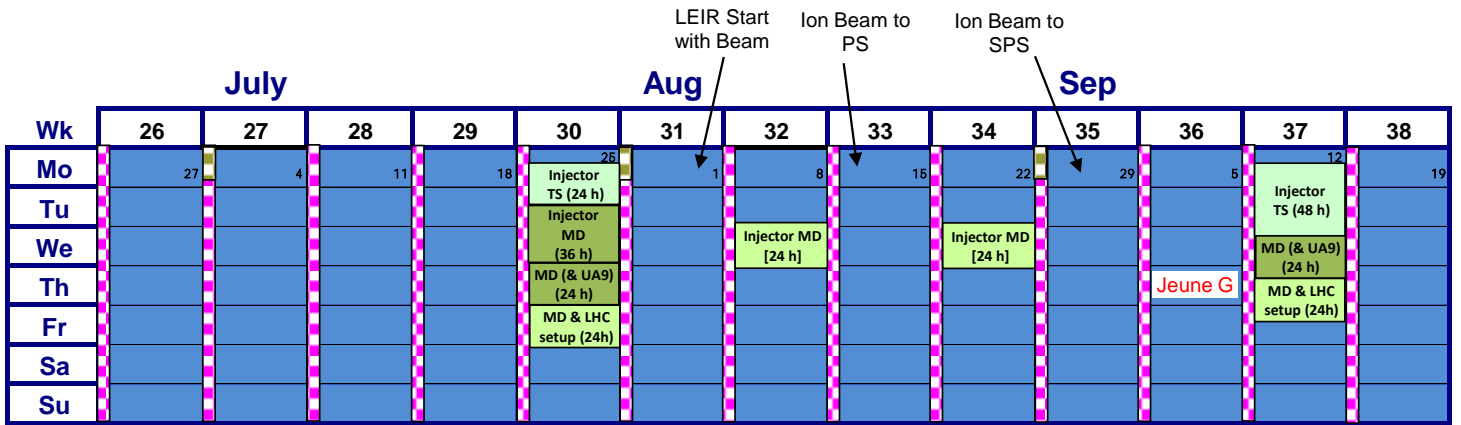 LEIR Start
with Beam
Ion Beam to
PS
Ion Beam to
SPS
July Aug Sep
Wk 26 27 28 29 30 31 32 33 34 35 36 37 38
Mo 27 4 11 18 25 1 8 15 22 29 5 12 19
Injector
TS (24 h)
Injector
TS (48 h)
Tu
Injector
MD
(36 h)
We
Injector MD
[24 h]
Injector MD
[24 h]
MD (& UA9)
(24 h)
Th
MD (& UA9)
(24 h)
Jeune G
MD & LHC
setup (24h)
Fr
MD & LHC
setup (24h)
Sa
Su